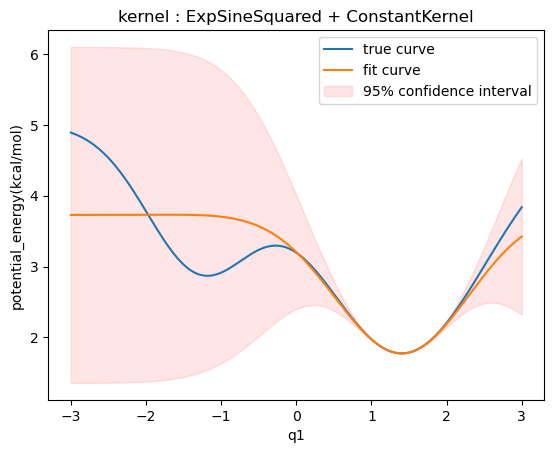 kernel : ExpSineSquared + ConstantKernel
true curve
fit curve
95% confidence interval
potential_energy(kcal/mol)
6
5
4
3
2
−3
−2
−1
0
1
2
3
q1